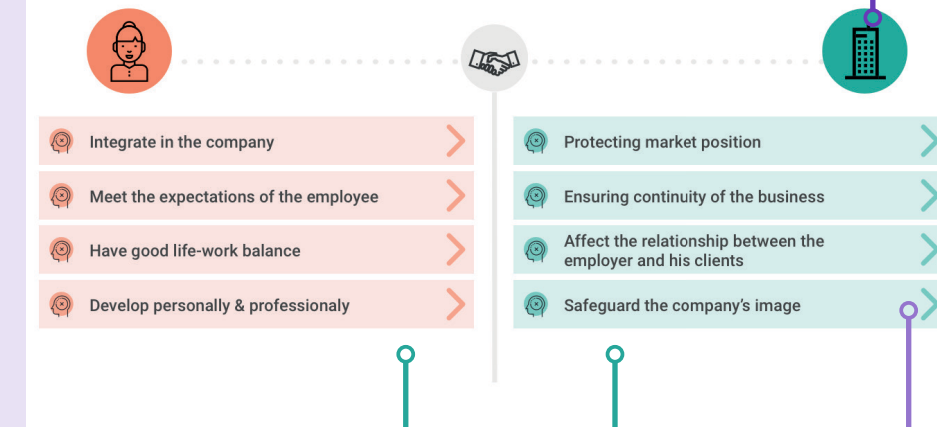 Integrate in the company
Meet the expectations of the employee
Have good life-work balance
Develop personally & professionaly
Protecting market position
Ensuring continuity of the business
Affect the relationship between the
employer and his clients
Safeguard the company's image